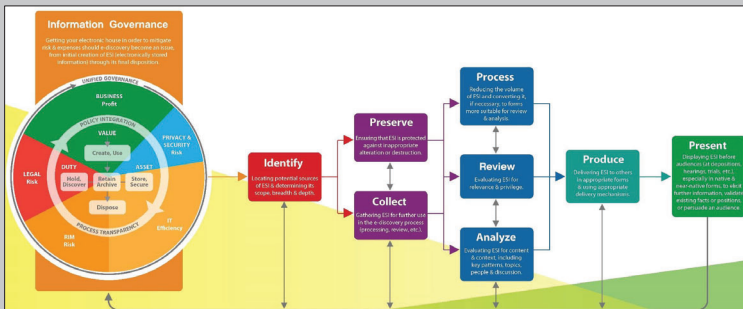 Information Governance
Getting your electronic house in order to mitigate
risk & expenses should e-discovery become an issue,
from initial creation of ESI (electronically stored
information) through its final disposition.
UNIFIED GOVERNANCE
BUSINESS
Profit
POLICY INTEGRATION
VALUE
Create, Use
PRIVACY &
SECURITY
Risk
LEGAL
Risk
DUTY
ASSET
Hold,
Discover
Retain
Archive
Store,
Secure
Dispose
PROCESS TRANSPARENCY
RIM
Risk
IT
Efficiency
Identify
Locating potential sources
of ESI & determining its
scope, breadth & depth.
Preserve
Ensuring that ESI is protected
against inappropriate
alteration or destruction.
Collect
Gathering ESI for further use
in the e-discovery process
(processing, review, etc.).
Process
Reducing the volume
of ESI and converting it,
if necessary, to forms
more suitable for review
& analysis.
Review
Evaluating ESI for
relevance & privilege.
Analyze
Evaluating ESI for
content & context, including
key patterns, topics,
people & discussion.
Produce
Delivering ESI to others
in appropriate forms
& using appropriate
delivery mechanisms.
Present
Displaying ESI before
audiences (at depositions,
hearings, trials, etc.),
especially in native &
near-native forms, to elicit
further information, validate
existing facts or positions,
or persuade an audience.